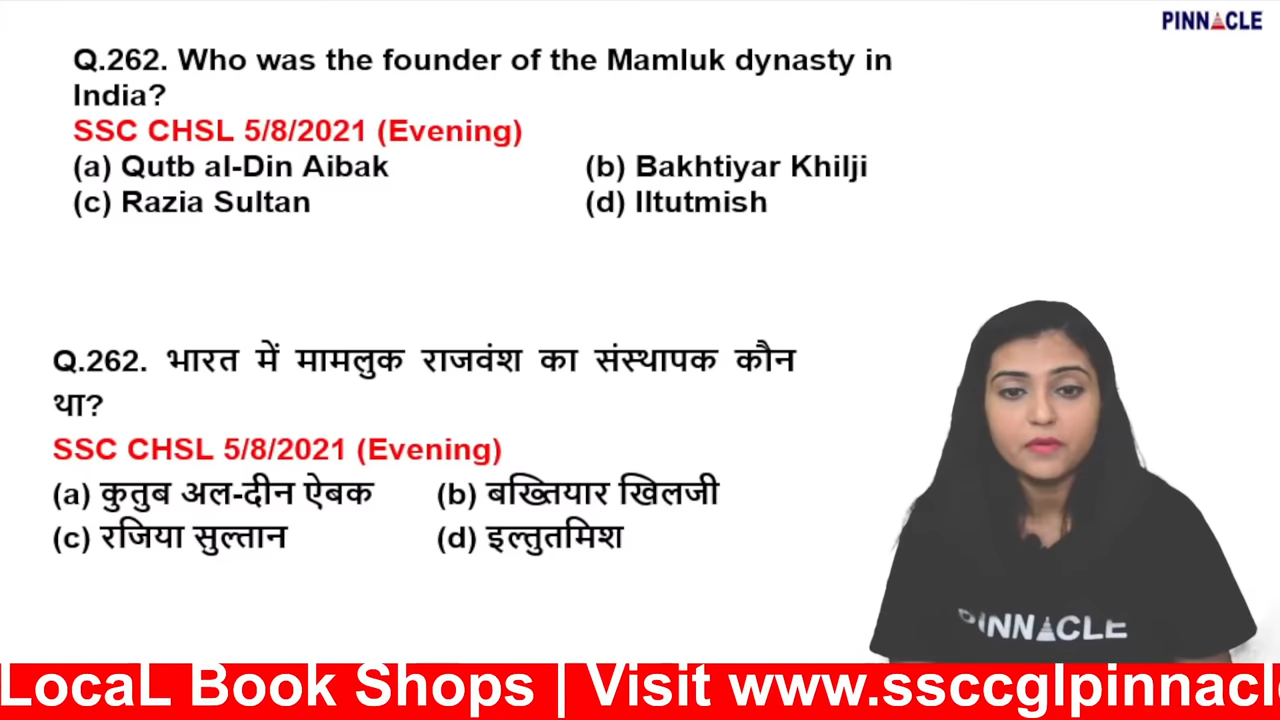 PINNACLE
Q.262. Who was the founder of the Mamluk dynasty in
India?
SSC CHSL 5/8/2021 (Evening)
(a) Qutb al-Din Aibak (b) Bakhtiyar Khilji
(c) Razia Sultan (d) Iltutmish
Q.262. भारत में मामलुक राजवंश का संस्थापक कौन
था?
SSC CHSL 5/8/2021 (Evening)
(a) कुतुब अल-दीन ऐबक (b) बख्तियार खिलजी
(c) रजिया सुल्तान (d) इल्तुतमिश
PINNACLE
LocaL Book Shops | Visit www.ssccglpinnacle